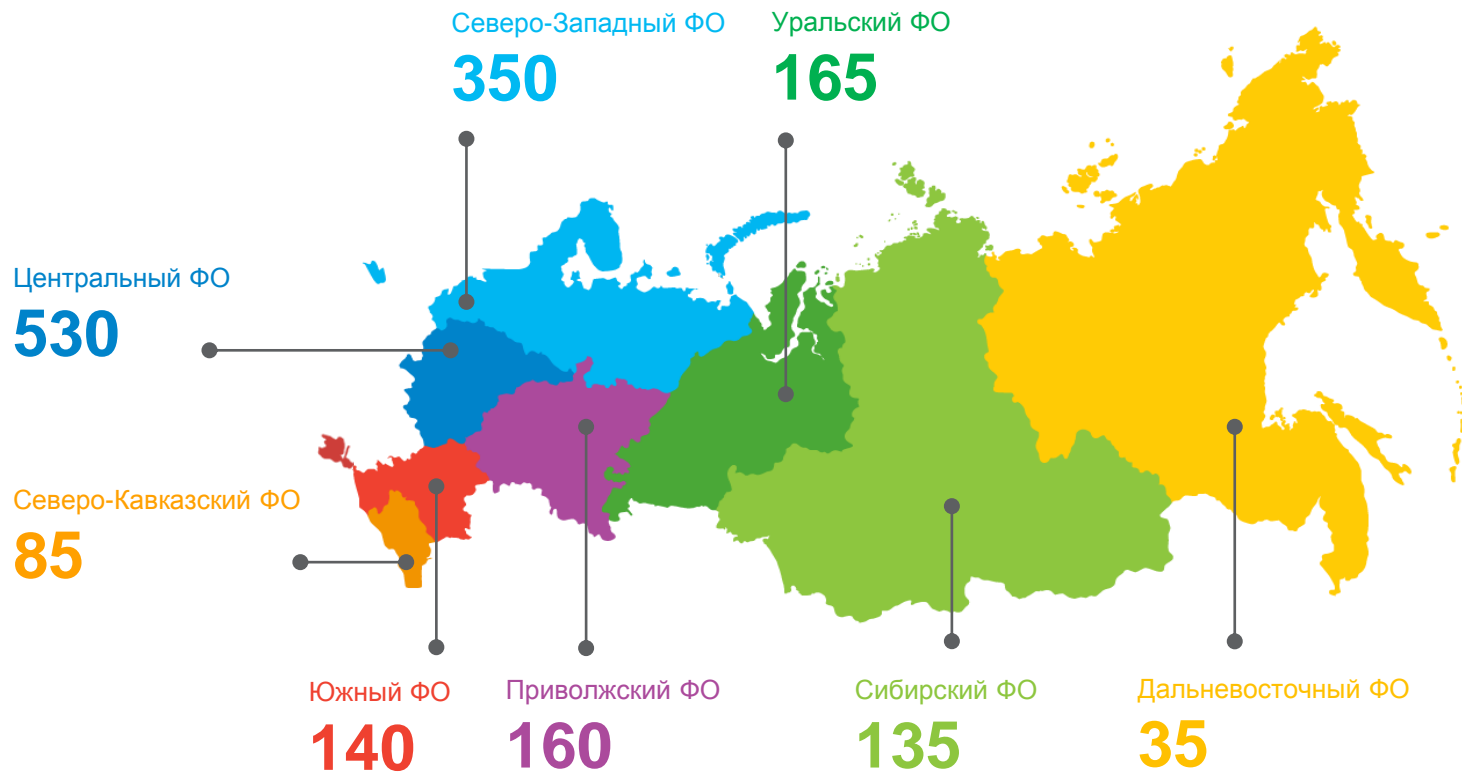 Северо-Западный ФО
350
Уральский ФО
165
Центральный ФО
530
Северо-Кавказский ФО
85
Южный ФО
140
Приволжский ФО
160
Сибирский ФО
135
Дальневосточный ФО
35